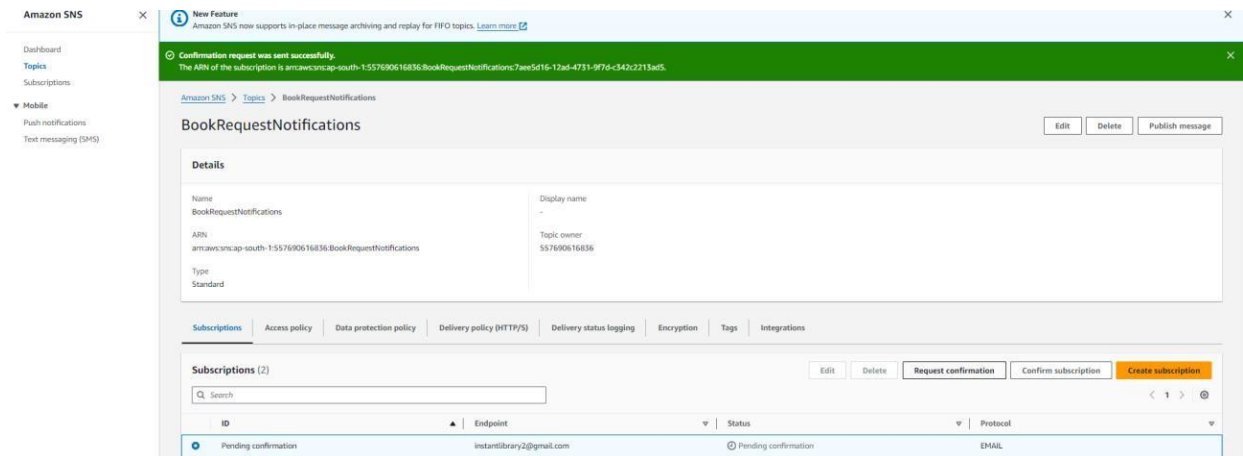 Amazon SNS
New Feature
Amazon SNS now supports in-place message archiving and replay for FIFO topics. Learn more
Dashboard
Topics
Subscriptions
Mobile
Push notifications
Text messaging (SMS)
Confirmation request was sent successfully.
The ARN of the subscription is arn:aws:sns:ap-south-1:557690616836:BookRequestNotifications:7aee5d16-12ad-4731-9f7d-c342c2213ad5.
Amazon SNS > Topics > BookRequestNotifications
BookRequestNotifications
Edit Delete Publish message
Details
Name
BookRequestNotifications
Display name
-
ARN
arn:aws:sns:ap-south-1:557690616836:BookRequestNotifications
Topic owner
557690616836
Type
Standard
Subscriptions Access policy Data protection policy Delivery policy (HTTP/S) Delivery status logging Encryption Tags Integrations
Subscriptions (2)
Edit Delete Request confirmation Confirm subscription Create subscription
Search
1
ID Endpoint Status Protocol
Pending confirmation instantlibrary2@gmail.com Pending confirmation EMAIL